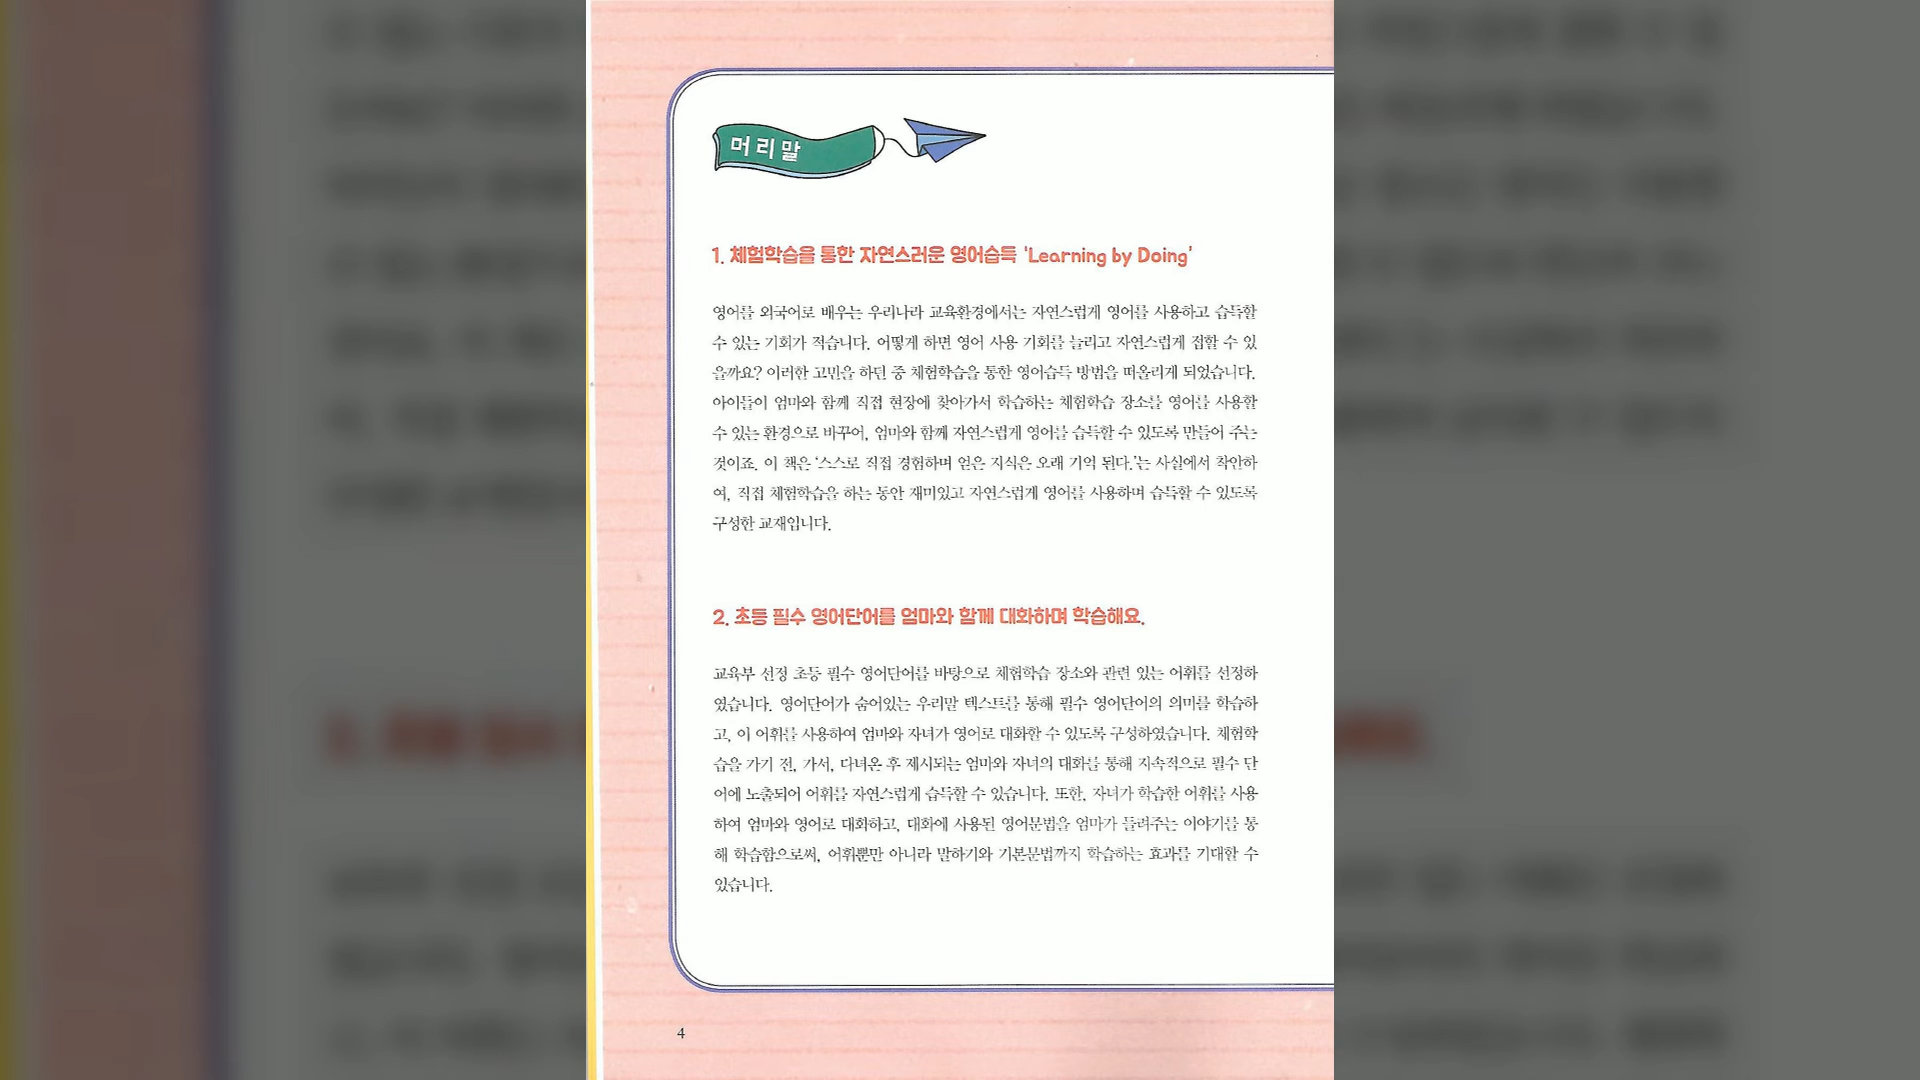 머리말
1. 체험학습을 통한 자연스러운 영어습득 'Learning by Doing'
영어를 외국어로 배우는 우리나라 교육환경에서는 자연스럽게 영어를 사용하고 습득할
수 있는 기회가 적습니다. 어떻게 하면 영어 사용 기회를 늘리고 자연스럽게 접할 수 있
을까요? 이러한 고민을 하던 중 체험학습을 통한 영어습득 방법을 떠올리게 되었습니다.
아이들이 엄마와 함께 직접 현장에 찾아가서 학습하는 체험학습 장소를 영어를 사용할
수 있는 환경으로 바꾸어, 엄마와 함께 자연스럽게 영어를 습득할 수 있도록 만들어 주는
것이죠. 이 책은 '스스로 직접 경험하며 얻은 지식은 오래 기억 된다.'는 사실에서 착안하
여, 직접 체험학습을 하는 동안 재미있고 자연스럽게 영어를 사용하며 습득할 수 있도록
구성한 교재입니다.
2. 초등 필수 영어단어를 엄마와 함께 대화하며 학습해요.
교육부 선정 초등 필수 영어단어를 바탕으로 체험학습 장소와 관련 있는 어휘를 선정하
였습니다. 영어단어가 숨어있는 우리말 텍스트를 통해 필수 영어단어의 의미를 학습하
고, 이 어휘를 사용하여 엄마와 자녀가 영어로 대화할 수 있도록 구성하였습니다. 체험학
습을 가기 전, 가서, 다녀온 후 제시되는 엄마와 자녀의 대화를 통해 지속적으로 필수 단
어에 노출되어 어휘를 자연스럽게 습득할 수 있습니다. 또한, 자녀가 학습한 어휘를 사용
하여 엄마와 영어로 대화하고, 대화에 사용된 영어문법을 엄마가 들려주는 이야기를 통
해 학습함으로써, 어휘뿐만 아니라 말하기와 기본문법까지 학습하는 효과를 기대할 수
있습니다.
4